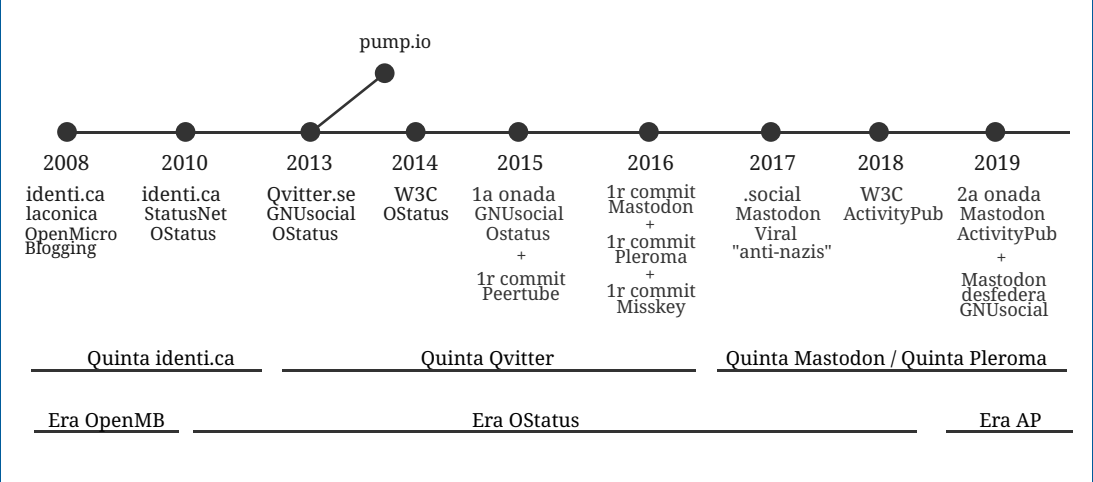 pump.io
2008
identi.ca
laconica
OpenMicro
Blogging
2010
identi.ca
StatusNet
OStatus
2013
Qvitter.se
GNUsocial
OStatus
2014
W3C
OStatus
2015
1a onada
GNUsocial
Ostatus
+
1r commit
Peertube
2016
1r commit
Mastodon
+
1r commit
Pleroma
+
1r commit
Misskey
2017
.social
Mastodon
Viral
"anti-nazis"
2018
W3C
ActivityPub
2019
2a onada
Mastodon
ActivityPub
+
Mastodon
desfedera
GNUsocial
Quinta identi.ca
Quinta Qvitter
Quinta Mastodon / Quinta Pleroma
Era OpenMB
Era OStatus
Era AP